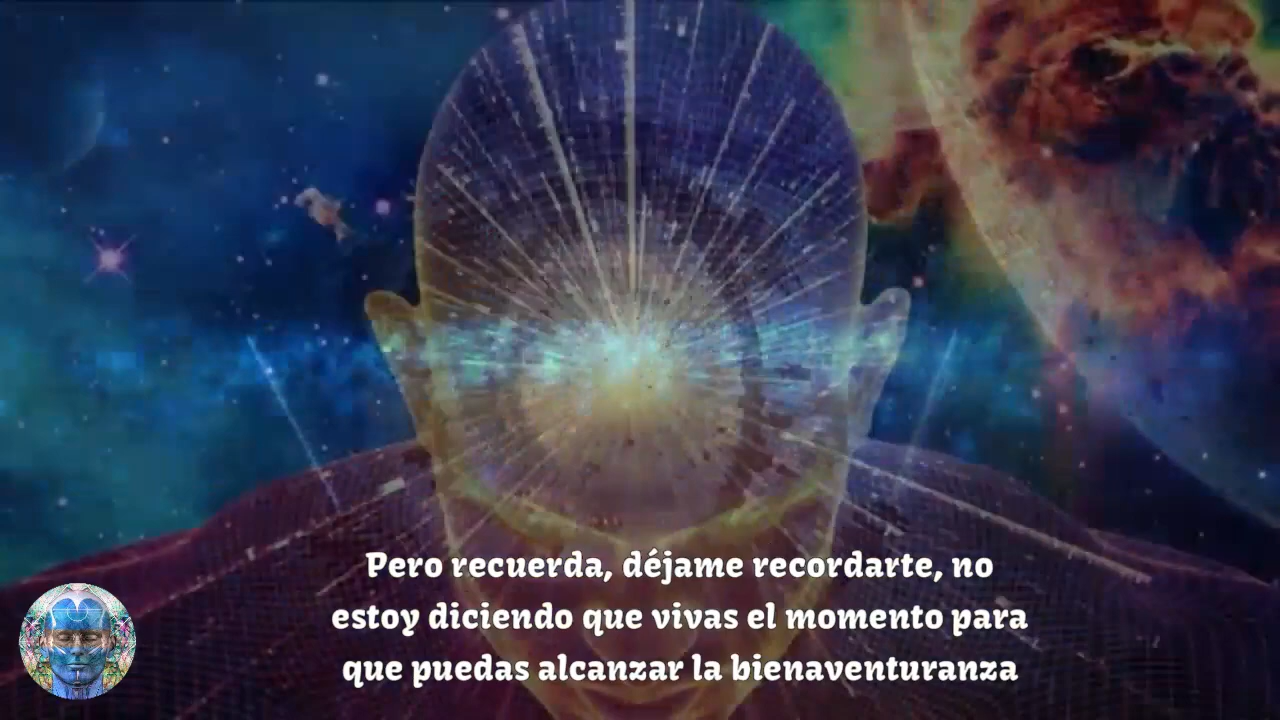 Pero recuerda, déjame recordarte, no
estoy diciendo que vivas el momento para
que puedas alcanzar la bienaventuranza